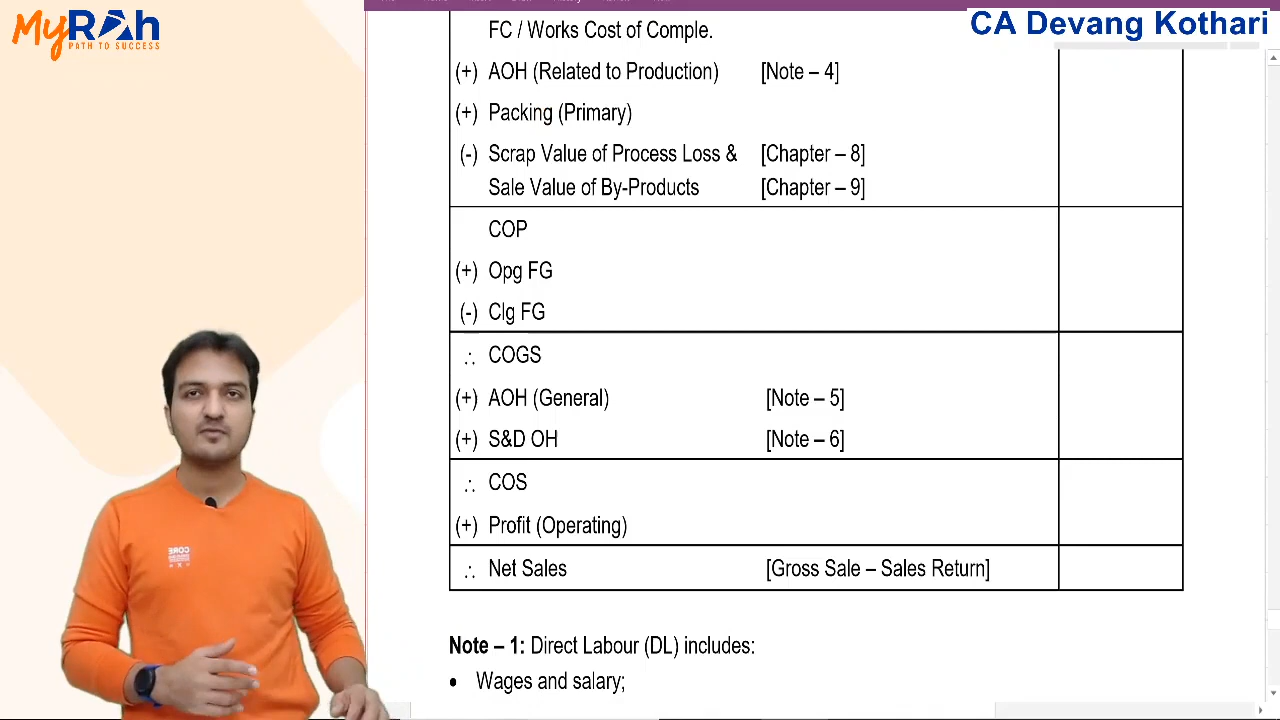 MyRAh
PATH TO SUCCESS
CA Devang Kothari
FC / Works Cost of Comple.
(+) AOH (Related to Production) [Note – 4]
(+) Packing (Primary)
(-) Scrap Value of Process Loss & [Chapter – 8]
Sale Value of By-Products [Chapter – 9]
COP
(+) Opg FG
(-) Clg FG
∴ COGS
(+) AOH (General) [Note – 5]
(+) S&D OH [Note – 6]
∴ COS
(+) Profit (Operating)
∴ Net Sales [Gross Sale – Sales Return]
Note – 1: Direct Labour (DL) includes:
• Wages and salary;